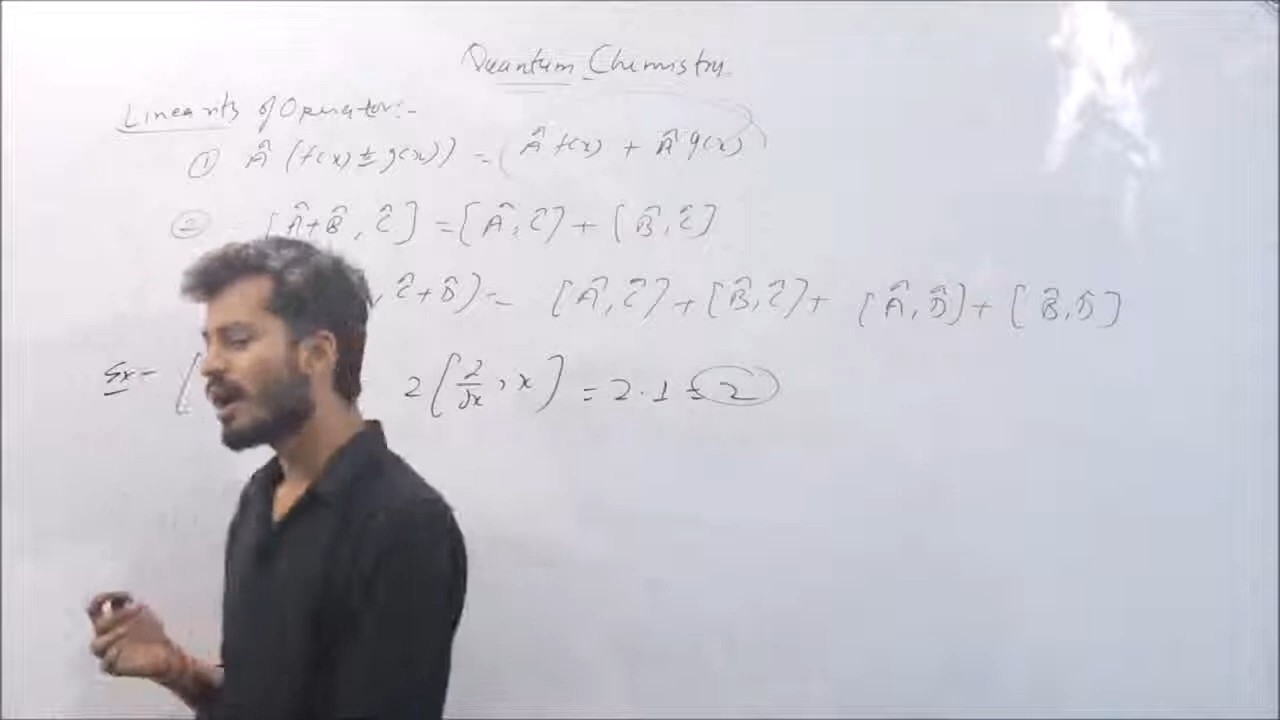 Quantum Chemistry
Linearity of Operator:-
① Â (f(x) ± g(x)) = (Â f(x) + Â g(x))
② [Â+B̂, Ĉ] = [Â, Ĉ] + [B̂, Ĉ]
, Ĉ+D̂] = [Â, Ĉ] + [B̂, Ĉ] + [Â, D̂] + [B̂, D̂]
Ex- [ 2[∂/∂x, x] = 2·1 = 2